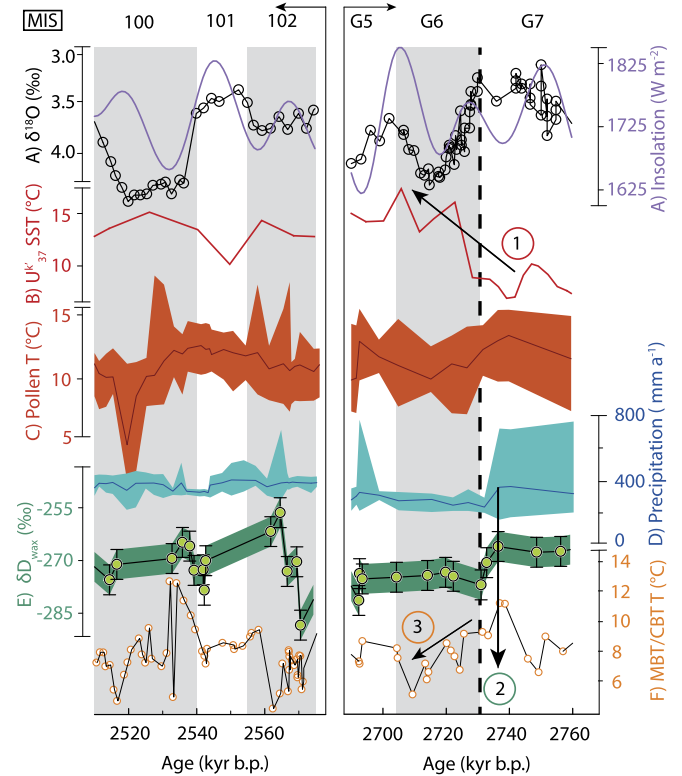 MIS
100
101
102
G5
G6
G7
3.0
3.5
4.0
A) δ18O (‰)
1825
1725
1625
A) Insolation (W m-2)
15
10
B) Uk'37 SST (°C)
1
15
10
5
C) Pollen T (°C)
800
400
0
D) Precipitation (mm a-1)
-255
-270
-285
E) δDwax (‰)
14
12
10
8
6
F) MBT/CBT T (°C)
3
2
2520
2540
2560
2700
2720
2740
2760
Age (kyr b.p.)
Age (kyr b.p.)